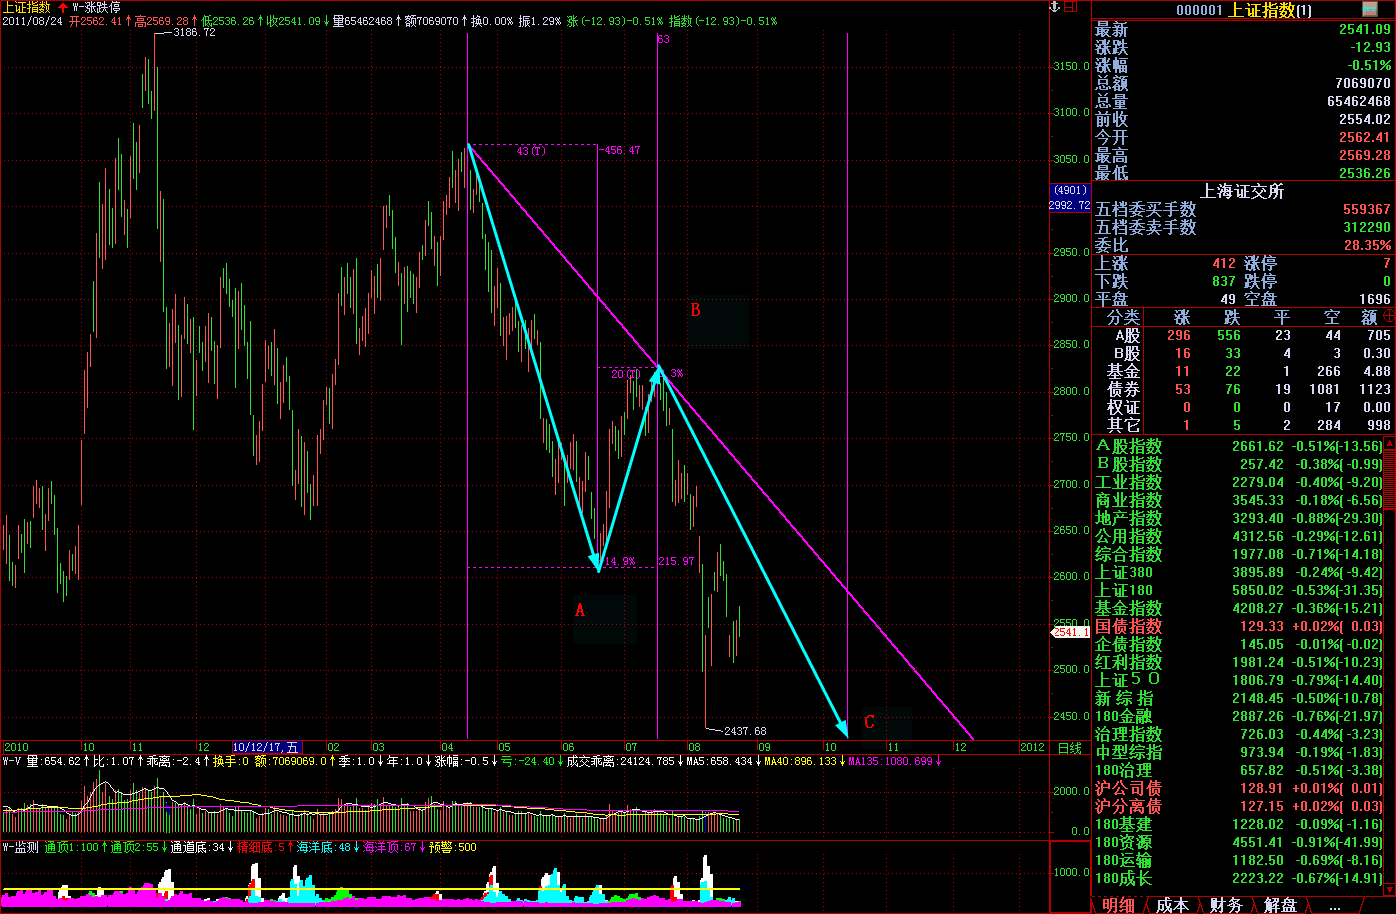 上证指数 ↑ W-涨跌停
2011/08/24 开2562.41↑高2569.28↑低2536.26↑收2541.09↓量65462468↑额7069070↑换0.00% 振1.29% 涨(-12.93)-0.51% 指数(-12.93)-0.51%
3186.72
63
3150.0
3100.0
3050.0
(4901)
2992.72
2950.0
2900.0
2850.0
2800.0
2750.0
2700.0
2650.0
2600.0
2550.0
2541.1
2500.0
2450.0
43(T)
-456.47
B
20(T)
3%
14.9%
215.97
A
C
2437.68
2010 10 11 12 10/12/17,五 02 03 04 05 06 07 08 09 10 11 12 2012 日线
W-V 量:654.62↑比:1.07↑乖离:-2.4↑换手:0 额:7069069.0↑季:1.0↓年:1.0↓涨幅:-0.5↓亏:-24.40↓成交乖离:24124.785↓MA5:658.434↓MA40:896.133↓MA135:1080.899↓
2000.0
0.0
W-监测 通顶1:100↑通顶2:55↓通道底:34↓精细底:5↑海洋底:48↓海洋顶:67↓预警:500
1000.0
000001 上证指数(1)
最新 2541.09
涨跌 -12.93
涨幅 -0.51%
总额 7069070
总量 65462468
前收 2554.02
今开 2562.41
最高 2569.28
最低 2536.26
上海证交所
五档委买手数 559367
五档委卖手数 312290
委比 28.35%
上涨 412 涨停 7
下跌 837 跌停 0
平盘 49 空盘 1696
分类 涨 跌 平 空 额
A股 296 556 23 44 705
B股 16 33 4 3 0.30
基金 11 22 1 266 4.88
债券 53 76 19 1081 1123
权证 0 0 0 17 0.00
其它 1 5 2 284 998
A股指数 2661.62 -0.51%(-13.56)
B股指数 257.42 -0.38%( -0.99)
工业指数 2279.04 -0.40%( -9.20)
商业指数 3545.33 -0.18%( -6.56)
地产指数 3293.40 -0.88%(-29.30)
公用指数 4312.56 -0.29%(-12.61)
综合指数 1977.08 -0.71%(-14.18)
上证380 3895.89 -0.24%( -9.42)
上证180 5850.02 -0.53%(-31.35)
基金指数 4208.27 -0.36%(-15.21)
国债指数 129.33 +0.02%( 0.03)
企债指数 145.05 -0.01%( -0.02)
红利指数 1981.24 -0.51%(-10.23)
上证50 1806.79 -0.79%(-14.40)
新综指 2148.45 -0.50%(-10.78)
180金融 2887.26 -0.76%(-21.97)
治理指数 726.03 -0.44%( -3.23)
中型综指 973.94 -0.19%( -1.83)
180治理 657.82 -0.51%( -3.38)
沪公司债 128.91 +0.01%( 0.01)
沪分离债 127.15 +0.02%( 0.03)
180基建 1228.02 -0.09%( -1.16)
180资源 4551.41 -0.91%(-41.99)
180运输 1182.50 -0.69%( -8.16)
180成长 2223.22 -0.67%(-14.91)
明细 成本 财务 解盘 ...